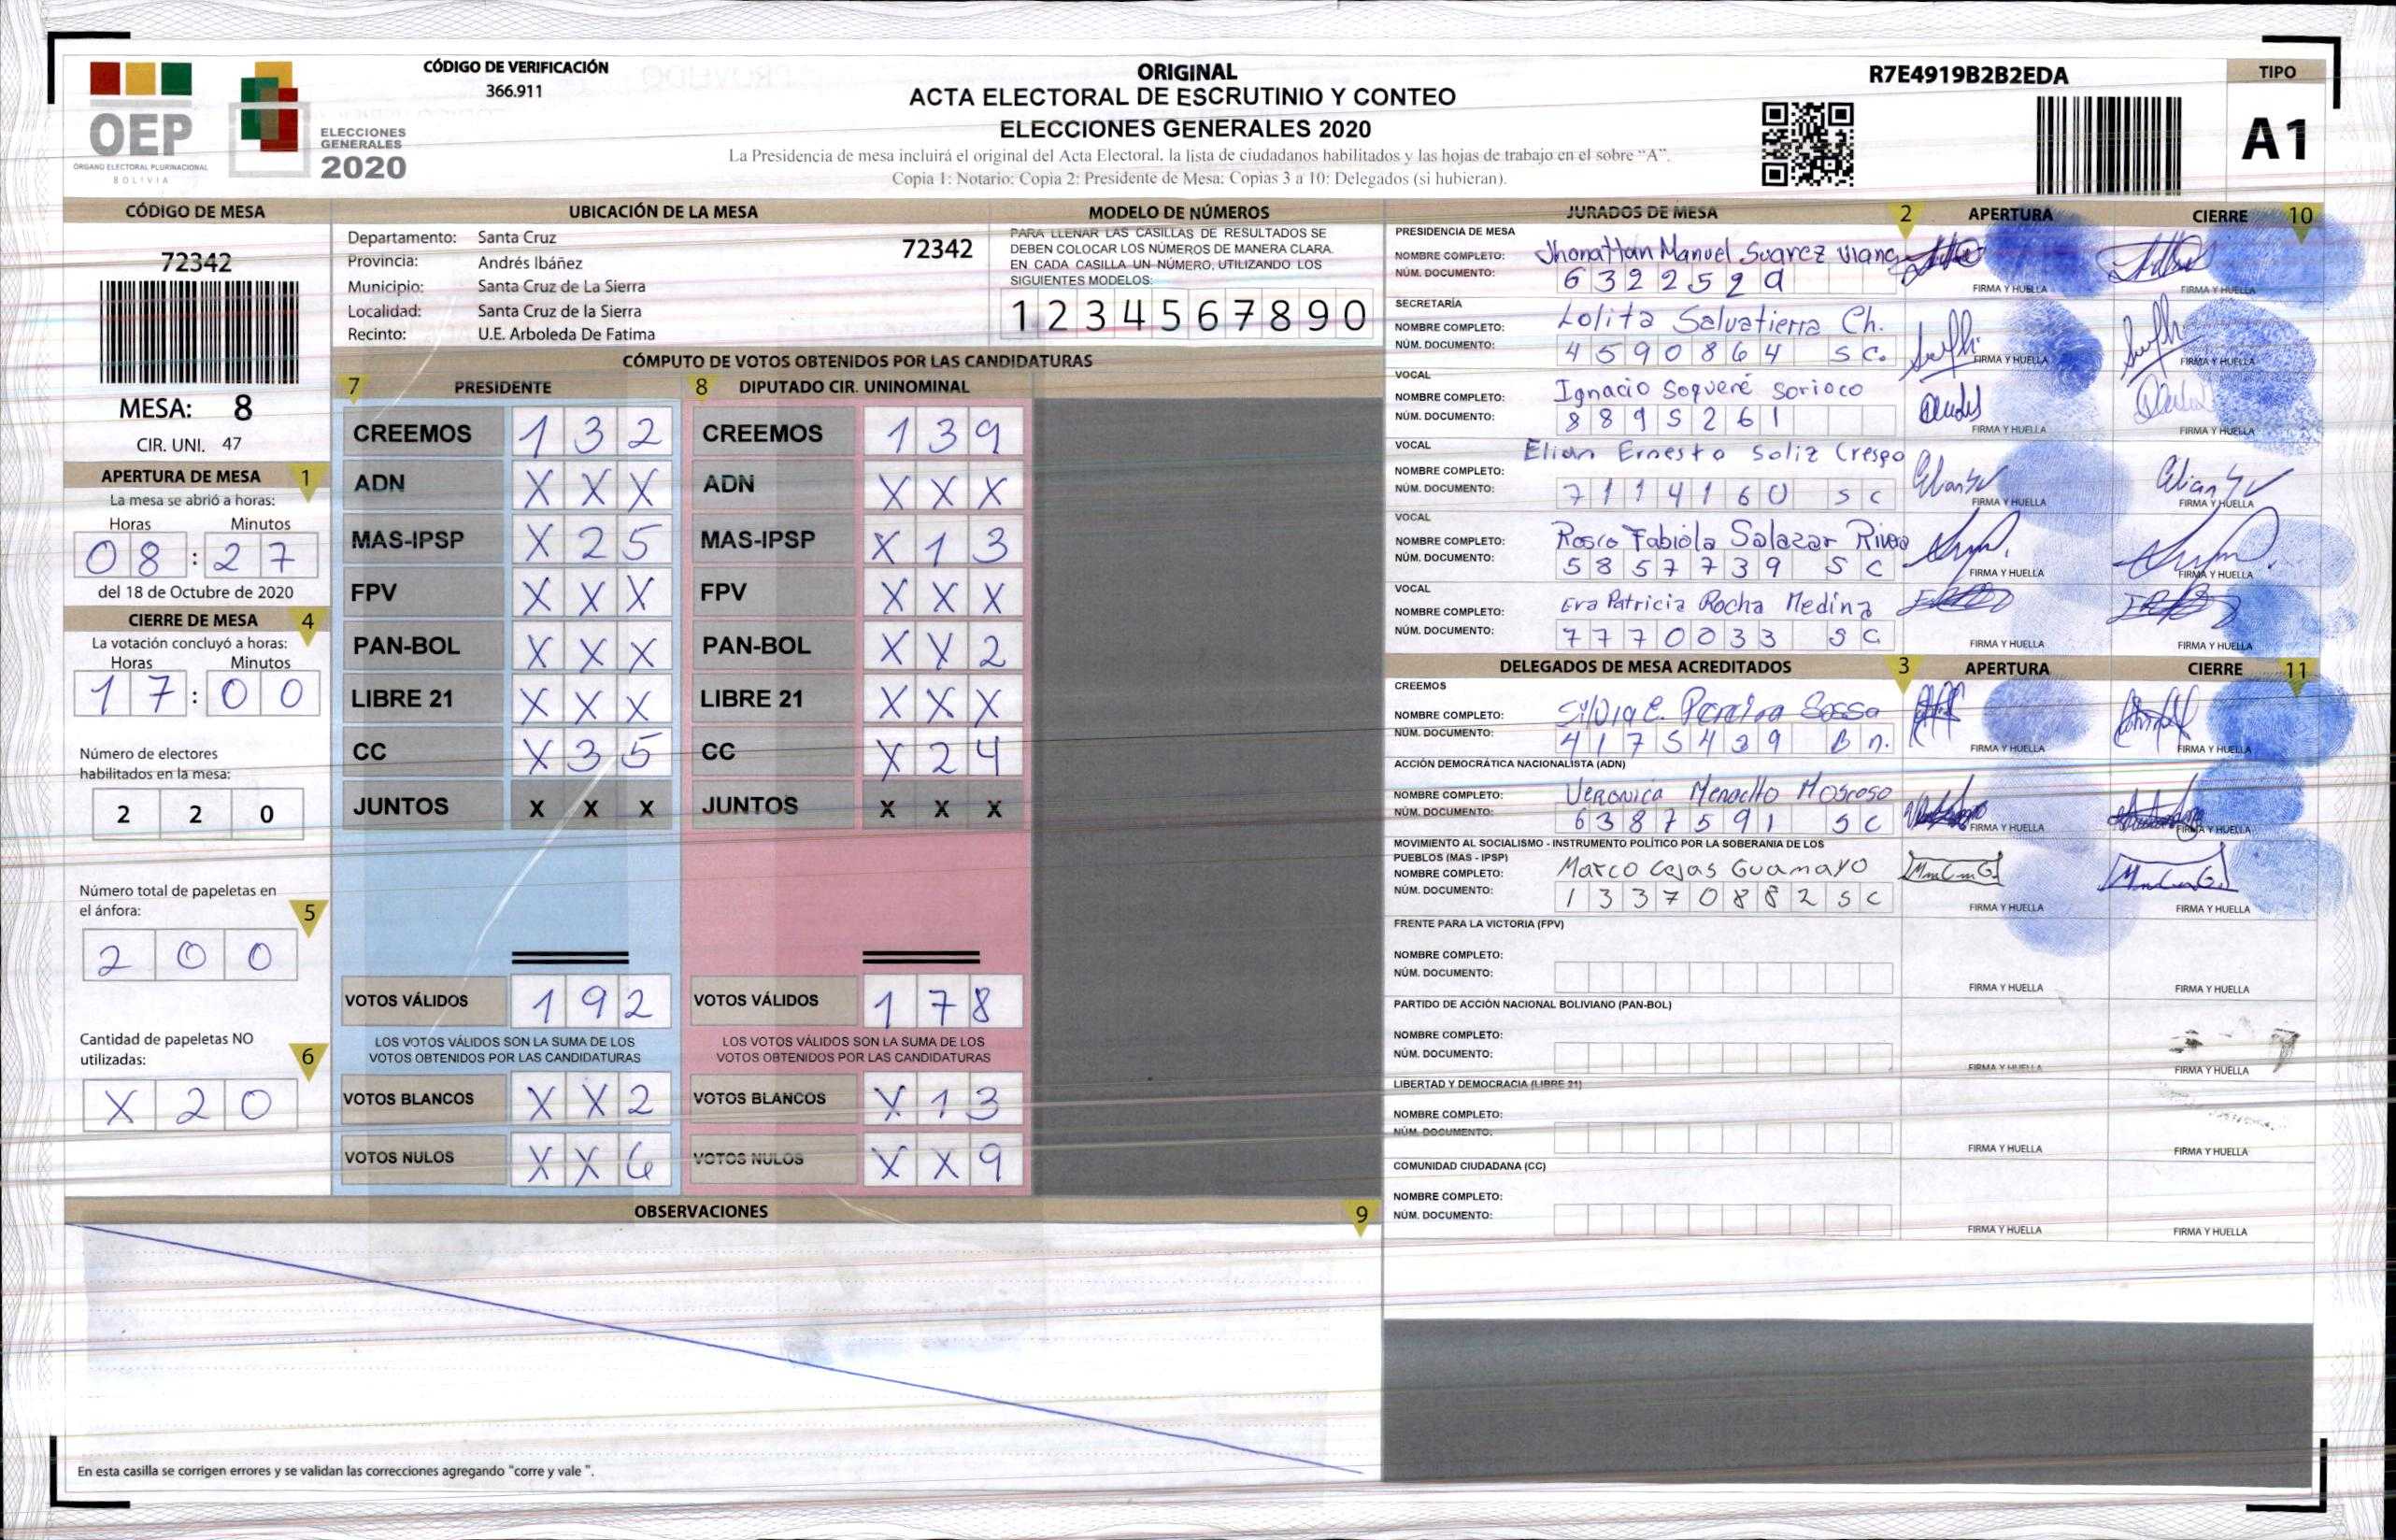 OEP
ÓRGANO ELECTORAL PLURINACIONAL
BOLIVIA
ELECCIONES
GENERALES
2020
CÓDIGO DE VERIFICACIÓN
366.911
ORIGINAL
ACTA ELECTORAL DE ESCRUTINIO Y CONTEO
ELECCIONES GENERALES 2020
La Presidencia de mesa incluirá el original del Acta Electoral, la lista de ciudadanos habilitados y las hojas de trabajo en el sobre “A”.
Copia 1: Notario; Copia 2: Presidente de Mesa; Copias 3 a 10: Delegados (si hubieran).
R7E4919B2B2EDA
TIPO
A1
CÓDIGO DE MESA
72342
MESA: 8
CIR. UNI. 47
APERTURA DE MESA 1
La mesa se abrió a horas:
Horas Minutos
08:27
del 18 de Octubre de 2020
CIERRE DE MESA 4
La votación concluyó a horas:
Horas Minutos
17:00
Número de electores
habilitados en la mesa:
2 2 0
Número total de papeletas en
el ánfora: 5
2 0 0
Cantidad de papeletas NO
utilizadas: 6
X 2 0
UBICACIÓN DE LA MESA
Departamento: Santa Cruz
72342
Provincia: Andrés Ibáñez
Municipio: Santa Cruz de La Sierra
Localidad: Santa Cruz de la Sierra
Recinto: U.E. Arboleda De Fatima
MODELO DE NÚMEROS
PARA LLENAR LAS CASILLAS DE RESULTADOS SE
DEBEN COLOCAR LOS NÚMEROS DE MANERA CLARA.
EN CADA CASILLA UN NÚMERO, UTILIZANDO LOS
SIGUIENTES MODELOS:
1 2 3 4 5 6 7 8 9 0
CÓMPUTO DE VOTOS OBTENIDOS POR LAS CANDIDATURAS
7 PRESIDENTE 8 DIPUTADO CIR. UNINOMINAL
CREEMOS 1 3 2 CREEMOS 1 3 9
ADN X X X ADN X X X
MAS-IPSP X 2 5 MAS-IPSP X 1 3
FPV X X X FPV X X X
PAN-BOL X X X PAN-BOL X X 2
LIBRE 21 X X X LIBRE 21 X X X
CC X 3 5 CC X 2 4
JUNTOS X X X JUNTOS X X X
VOTOS VÁLIDOS 1 9 2 VOTOS VÁLIDOS 1 7 8
LOS VOTOS VÁLIDOS SON LA SUMA DE LOS LOS VOTOS VÁLIDOS SON LA SUMA DE LOS
VOTOS OBTENIDOS POR LAS CANDIDATURAS VOTOS OBTENIDOS POR LAS CANDIDATURAS
VOTOS BLANCOS X X 2 VOTOS BLANCOS X 1 3
VOTOS NULOS X X 6 VOTOS NULOS X X 9
OBSERVACIONES 9
En esta casilla se corrigen errores y se validan las correcciones agregando "corre y vale ".
JURADOS DE MESA 2 APERTURA CIERRE 10
PRESIDENCIA DE MESA
NOMBRE COMPLETO: Jhonattan Manuel Suarez Viana
NÚM. DOCUMENTO: 6322529
FIRMA Y HUELLA FIRMA Y HUELLA
SECRETARÍA
NOMBRE COMPLETO: Lolita Salvatierra Ch.
NÚM. DOCUMENTO: 4590864 SC.
FIRMA Y HUELLA FIRMA Y HUELLA
VOCAL
NOMBRE COMPLETO: Ignacio Soqueré Sorioco
NÚM. DOCUMENTO: 8895261
FIRMA Y HUELLA FIRMA Y HUELLA
VOCAL
NOMBRE COMPLETO: Elian Ernesto Soliz Crespo
NÚM. DOCUMENTO: 7114160 SC
FIRMA Y HUELLA FIRMA Y HUELLA
VOCAL
NOMBRE COMPLETO: Fabiola Salazar
NÚM. DOCUMENTO: 5857739 SC
FIRMA Y HUELLA FIRMA Y HUELLA
VOCAL
NOMBRE COMPLETO: Eva Patricia Rocha Medina
NÚM. DOCUMENTO: 7770033 SC
FIRMA Y HUELLA FIRMA Y HUELLA
DELEGADOS DE MESA ACREDITADOS 3 APERTURA CIERRE 11
CREEMOS
NOMBRE COMPLETO: Silvia E. Pereira Sossa
NÚM. DOCUMENTO: 4175439 Bn.
FIRMA Y HUELLA FIRMA Y HUELLA
ACCIÓN DEMOCRÁTICA NACIONALISTA (ADN)
NOMBRE COMPLETO: Veronica Menacho Moscoso
NÚM. DOCUMENTO: 6387591 SC
FIRMA Y HUELLA FIRMA Y HUELLA
MOVIMIENTO AL SOCIALISMO - INSTRUMENTO POLÍTICO POR LA SOBERANIA DE LOS
PUEBLOS (MAS - IPSP)
NOMBRE COMPLETO: Marco Cajas Guamayo
NÚM. DOCUMENTO: 13370882SC
FIRMA Y HUELLA FIRMA Y HUELLA
FRENTE PARA LA VICTORIA (FPV)
NOMBRE COMPLETO:
NÚM. DOCUMENTO:
FIRMA Y HUELLA FIRMA Y HUELLA
PARTIDO DE ACCIÓN NACIONAL BOLIVIANO (PAN-BOL)
NOMBRE COMPLETO:
NÚM. DOCUMENTO:
FIRMA Y HUELLA FIRMA Y HUELLA
LIBERTAD Y DEMOCRACIA (LIBRE 21)
NOMBRE COMPLETO:
NÚM. DOCUMENTO:
FIRMA Y HUELLA FIRMA Y HUELLA
COMUNIDAD CIUDADANA (CC)
NOMBRE COMPLETO:
NÚM. DOCUMENTO:
FIRMA Y HUELLA FIRMA Y HUELLA